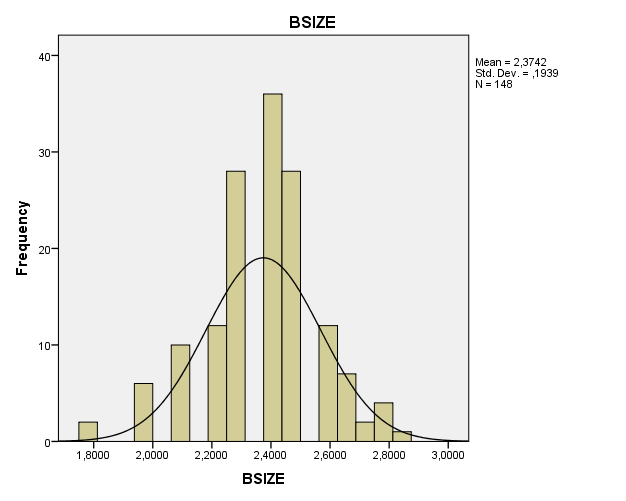 BSIZE
Mean = 2,3742
Std. Dev. = ,1939
N = 148
Frequency
40
30
20
10
0
1,8000 2,0000 2,2000 2,4000 2,6000 2,8000 3,0000
BSIZE